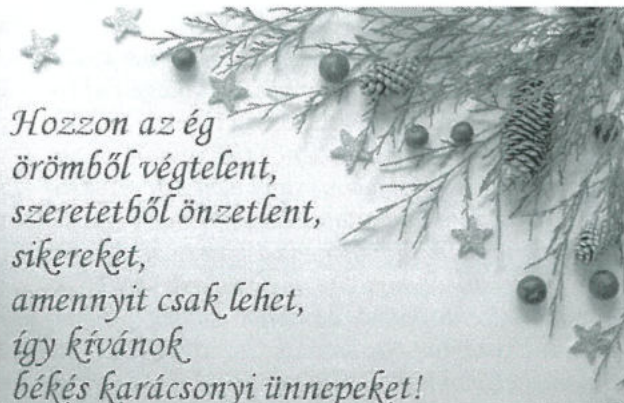 Hozzon az ég
örömből végtelent,
szeretetből önzetlent,
sikereket,
amennyit csak lehet,
így kívánok
békés karácsonyi ünnepeket!